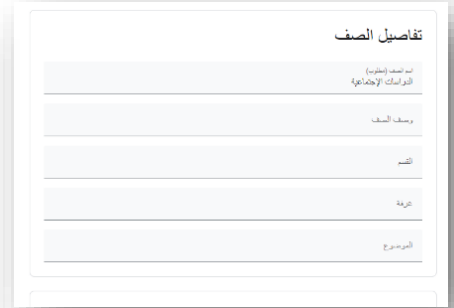 تفاصيل الصف
اسم الصف (مطلوب)
الدراسات الإجتماعية
وصف الصف
القسم
غرفة
الموضوع